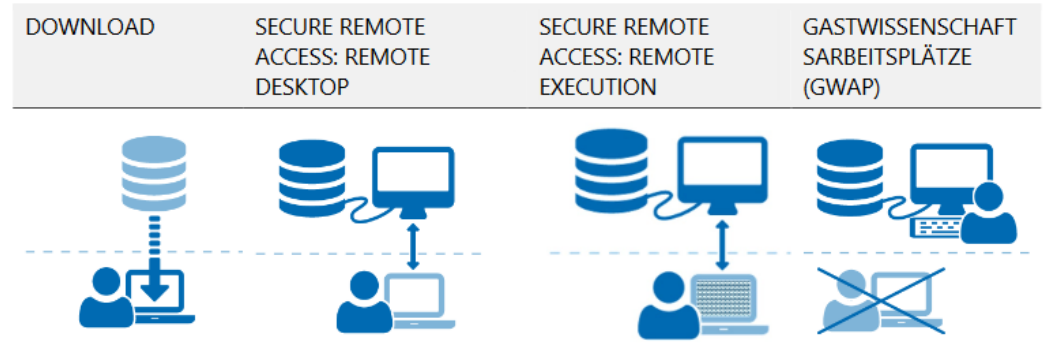 DOWNLOAD
SECURE REMOTE
ACCESS: REMOTE
DESKTOP
SECURE REMOTE
ACCESS: REMOTE
EXECUTION
GASTWISSENSCHAFT
SARBEITSPLÄTZE
(GWAP)